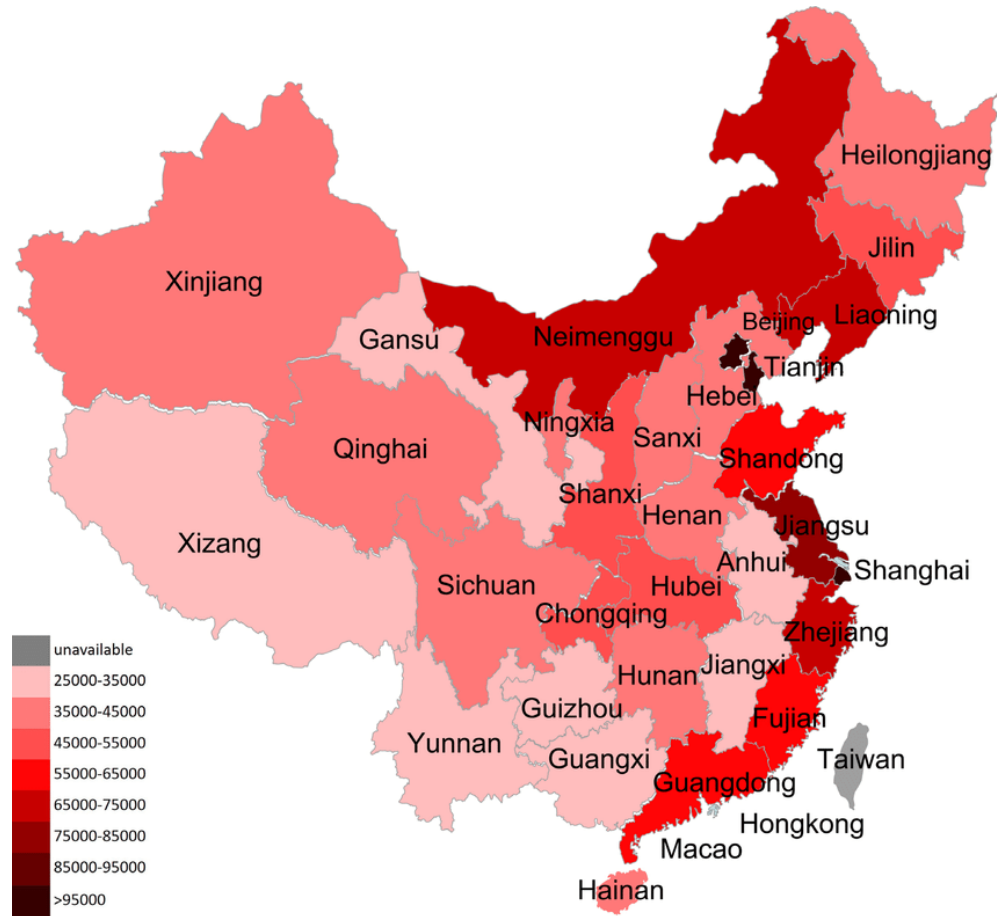 Heilongjiang
Jilin
Xinjiang
Beijing
Liaoning
Gansu
Neimenggu
Tianjin
Hebei
Ningxia
Sanxi
Qinghai
Shandong
Shanxi
Henan
Jiangsu
Xizang
Anhui
Shanghai
Sichuan
Hubei
Chongqing
Zhejiang
unavailable
25000-35000
35000-45000
45000-55000
55000-65000
65000-75000
75000-85000
85000-95000
>95000
Jiangxi
Hunan
Guizhou
Fujian
Yunnan
Guangxi
Taiwan
Guangdong
Hongkong
Macao
Hainan